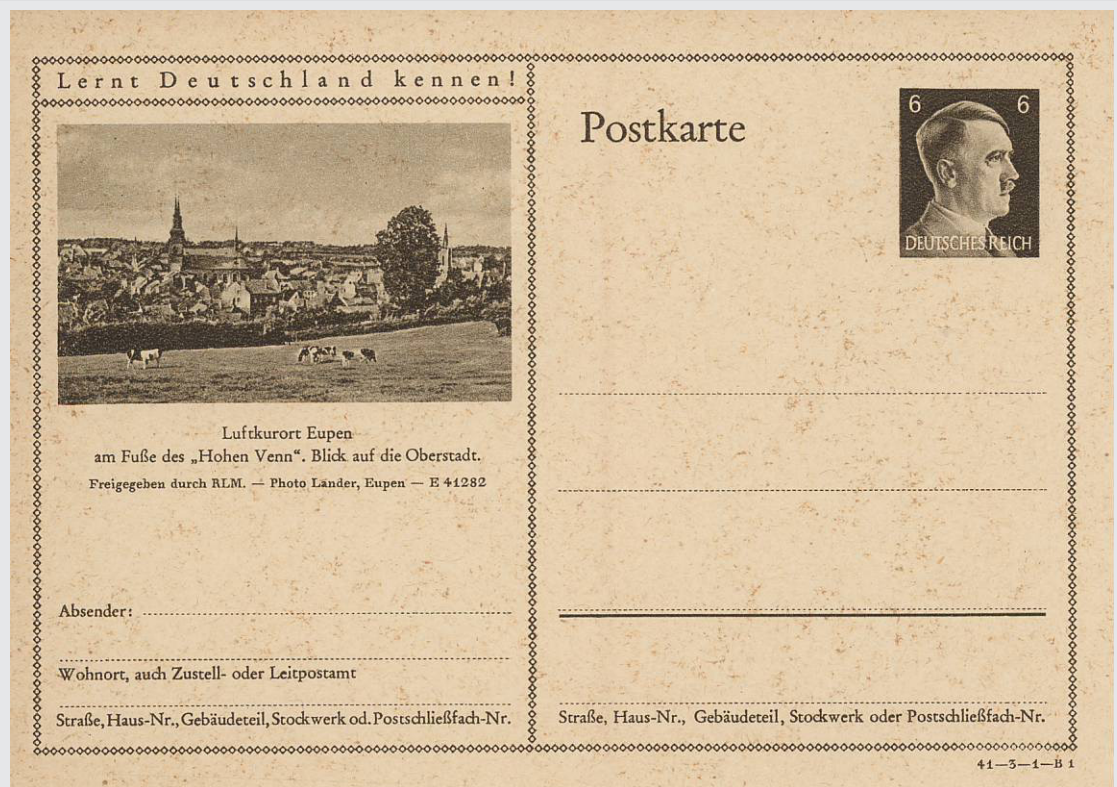 Lernt Deutschland kennen!
Luftkurort Eupen
am Fuße des „Hohen Venn“. Blick auf die Oberstadt.
Freigegeben durch RLM. — Photo Lander, Eupen — E 41282
Absender:
Wohnort, auch Zustell- oder Leitpostamt
Straße, Haus-Nr., Gebäudeteil, Stockwerk od. Postschließfach-Nr.
Postkarte
6 6
DEUTSCHES REICH
Straße, Haus-Nr., Gebäudeteil, Stockwerk oder Postschließfach-Nr.
41—3—1—B 1